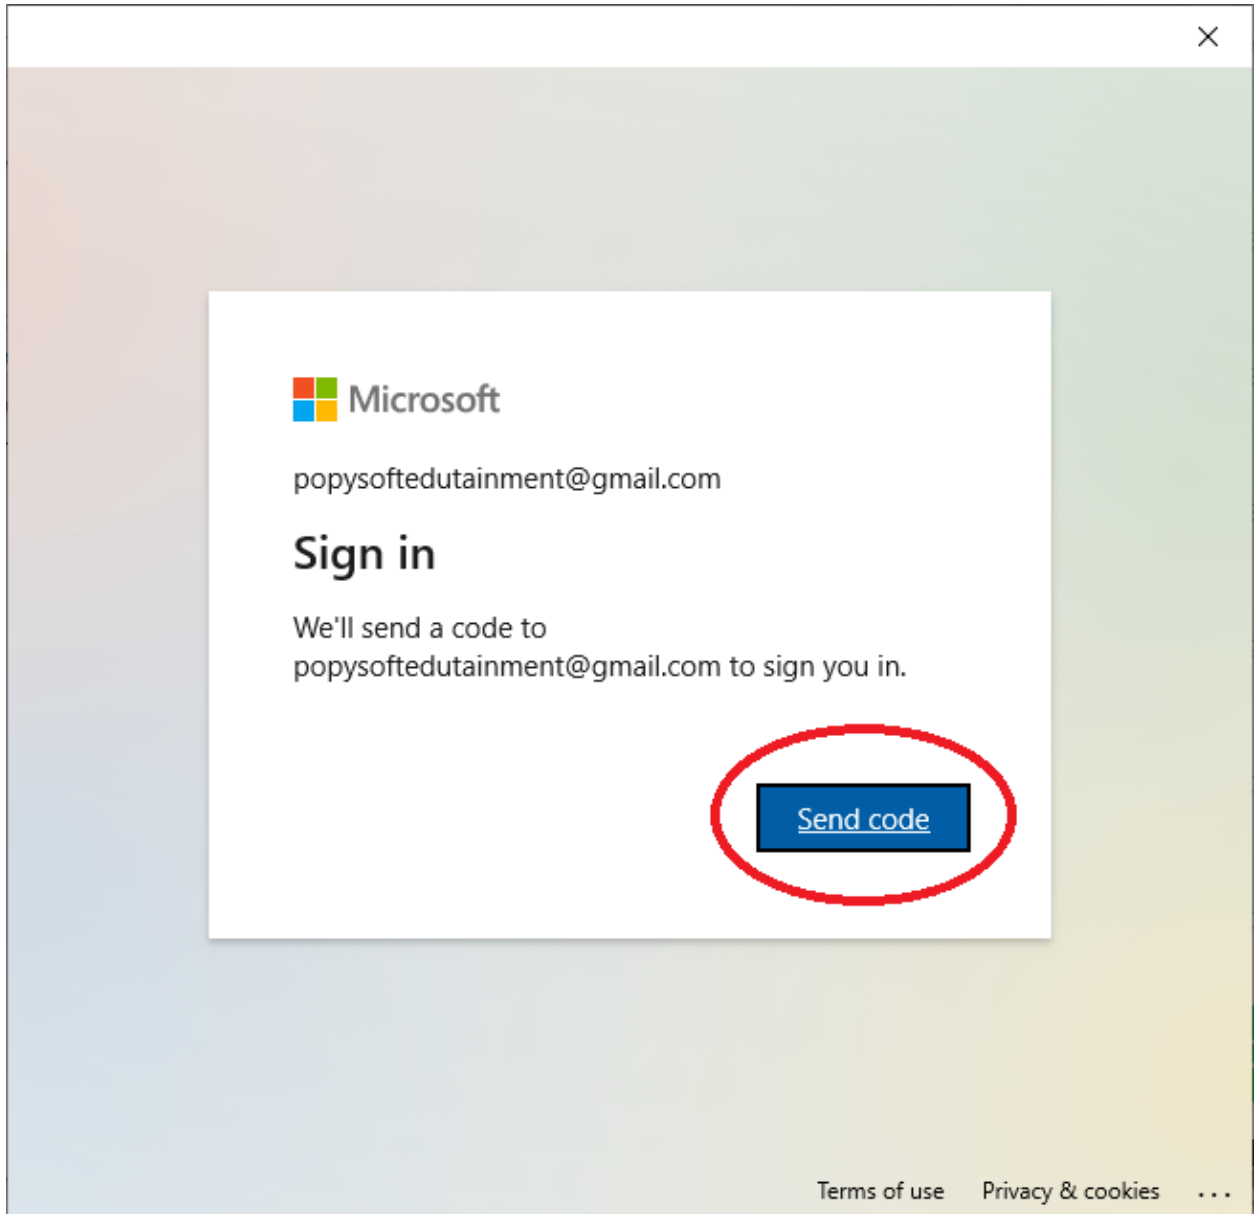 Microsoft
popysoftedutainment@gmail.com
Sign in
We'll send a code to
popysoftedutainment@gmail.com to sign you in.
Send code
Terms of use Privacy & cookies ...